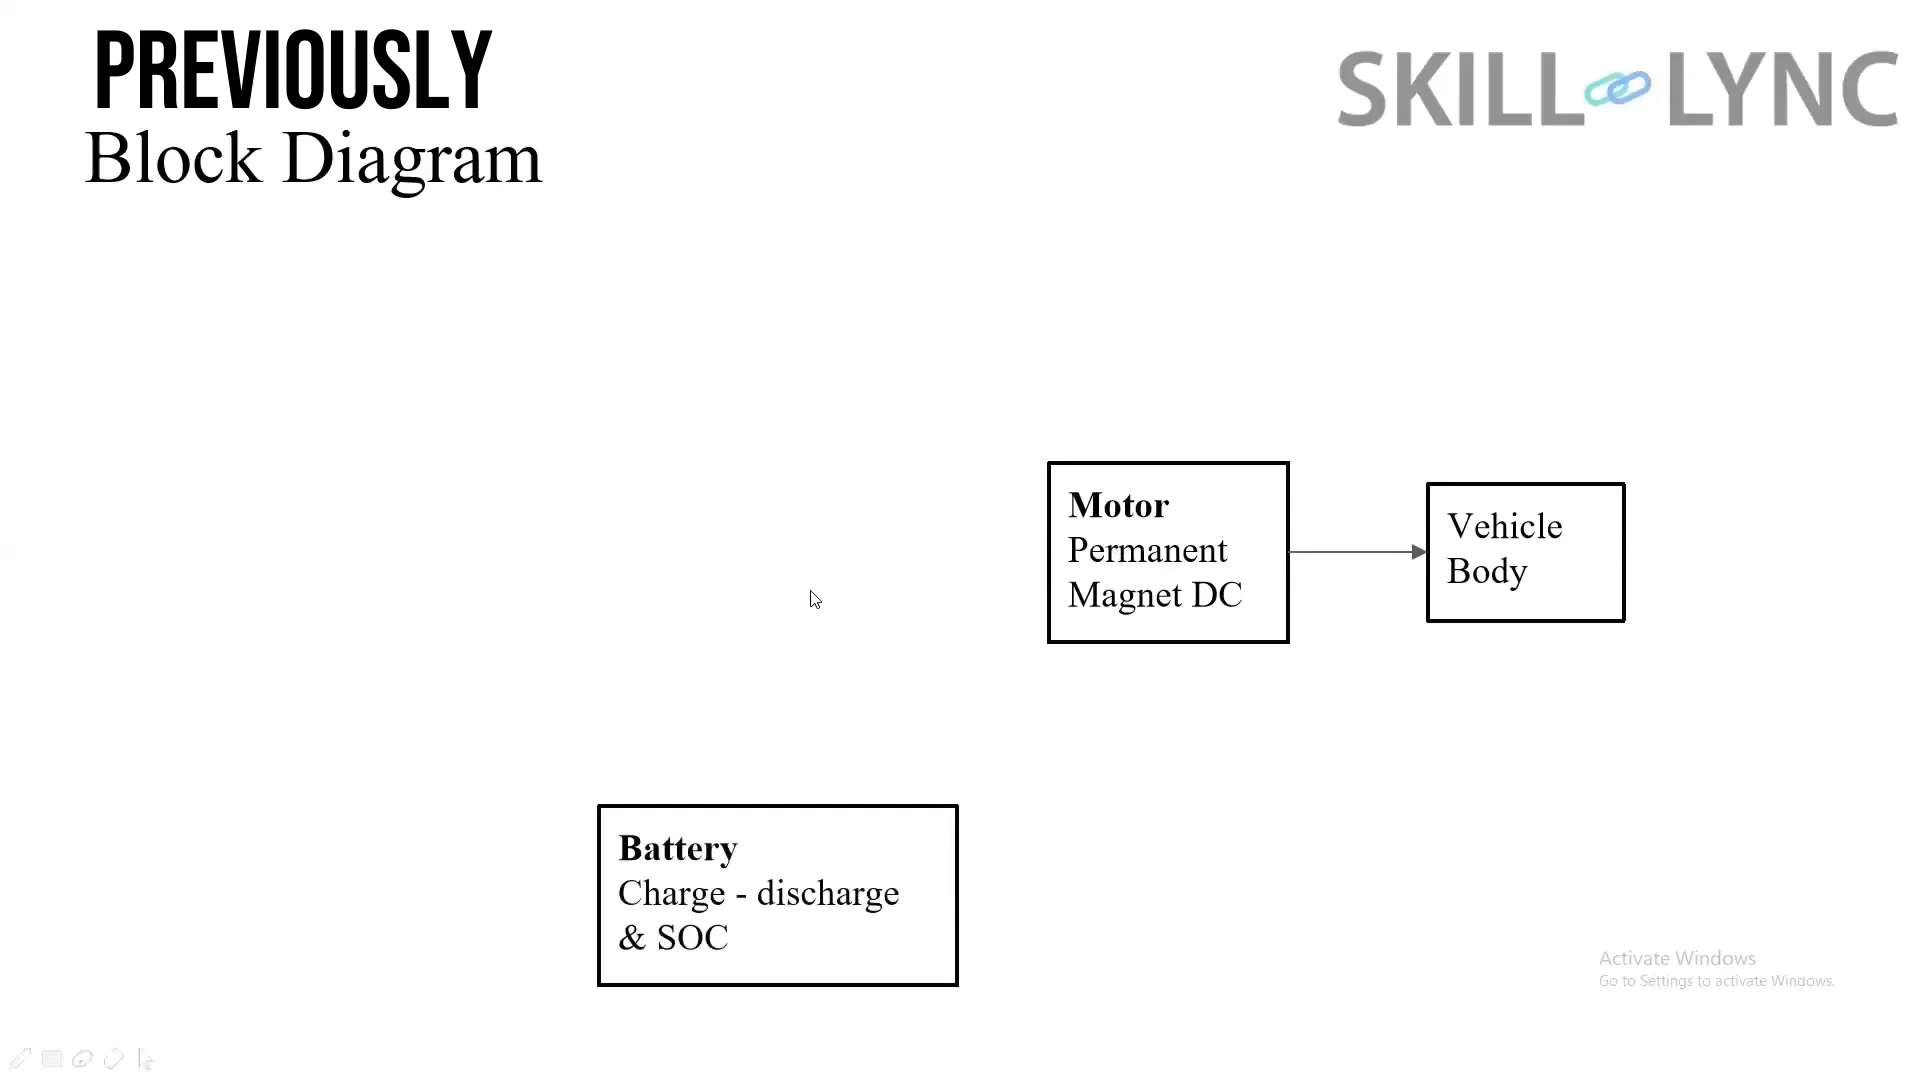 PREVIOUSLY
Block Diagram
SKILL LYNC
Motor
Permanent
Magnet DC
Vehicle
Body
Battery
Charge - discharge
& SOC
Activate Windows
Go to Settings to activate Windows.